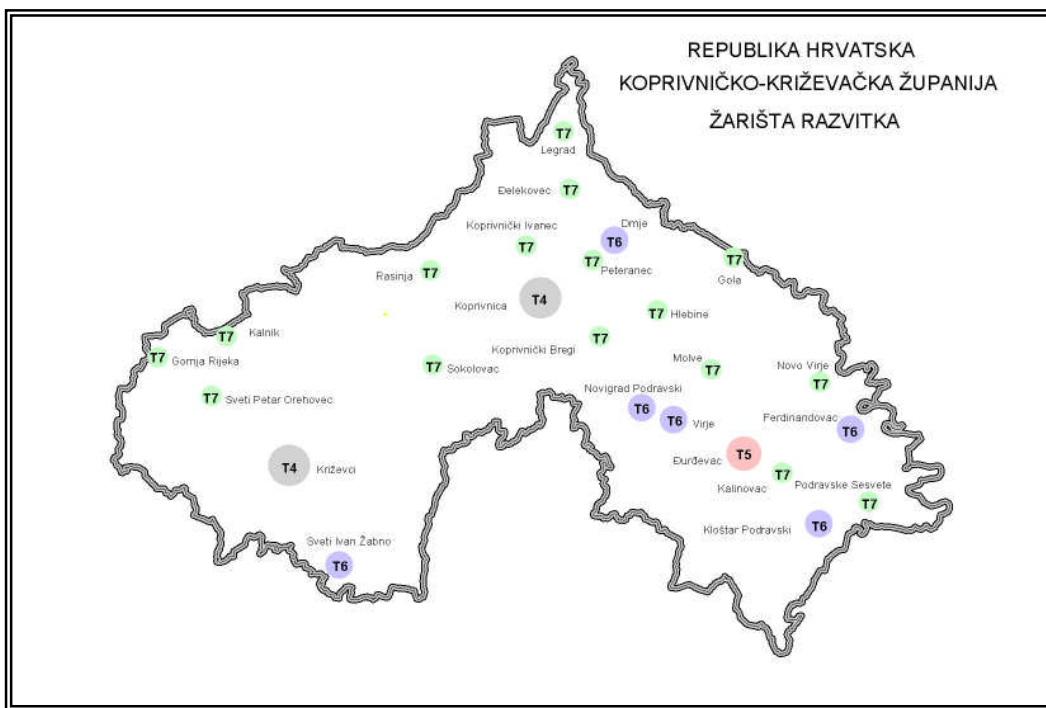 REPUBLIKA HRVATSKA
KOPRIVNIČKO-KRIŽEVAČKA ŽUPANIJA
ŽARIŠTA RAZVITKA
T7
Legrad
Đelekovec
T7
Koprivnički Ivanec
T7
Drnje
T6
T7
Peteranec
T7
Gola
Rasinja
T7
Koprivnica
T4
T7
Hlebine
T7
Kalnik
T7
Koprivnički Bregi
T7
Gornja Rijeka
T7
Sokolovac
Molve
T7
Novo Virje
T7
T7
Sveti Petar Orehovec
Novigrad Podravski
T6
T6
Virje
Ferdinandovac
T6
T4
Križevci
T5
Đurđevac
T7
Kalinovac
Podravske Sesvete
T7
Kloštar Podravski
T6
Sveti Ivan Žabno
T6